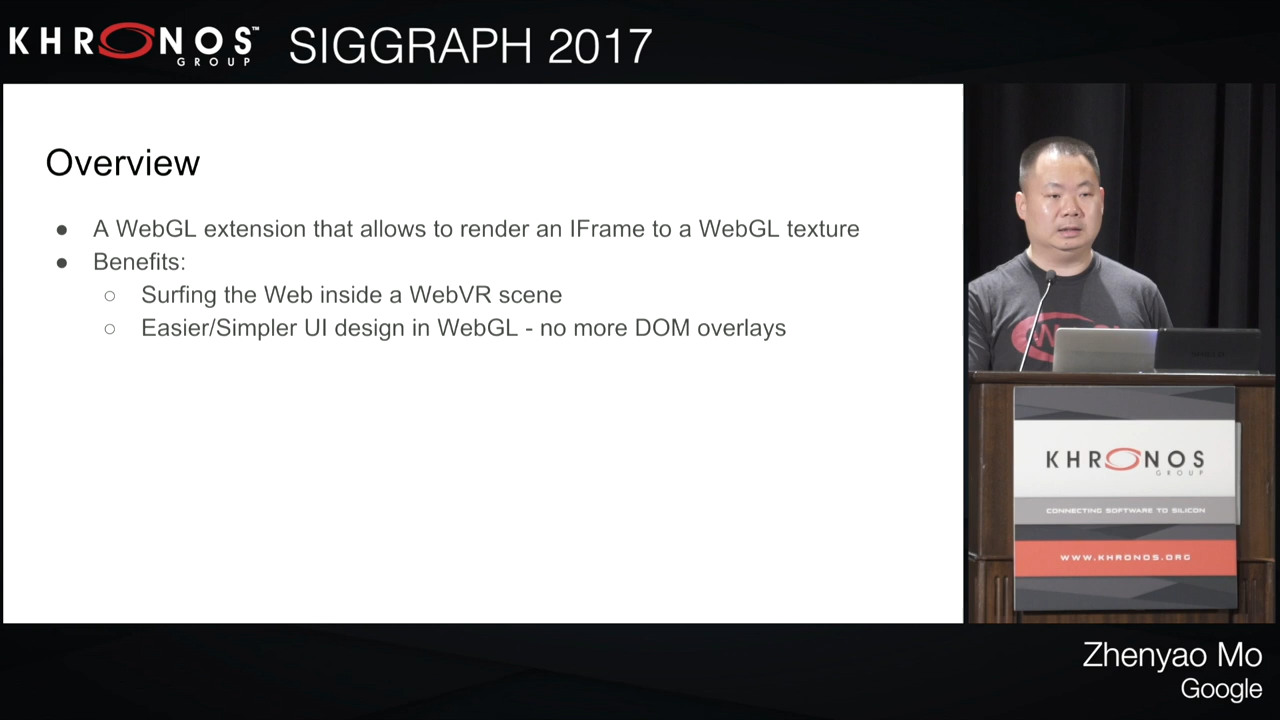 KHRONOS™ GROUP
SIGGRAPH 2017
Overview
● A WebGL extension that allows to render an IFrame to a WebGL texture
● Benefits:
○ Surfing the Web inside a WebVR scene
○ Easier/Simpler UI design in WebGL - no more DOM overlays
KHRONOS
GROUP
CONNECTING SOFTWARE TO SILICON
WWW.KHRONOS.ORG
Zhenyao Mo
Google